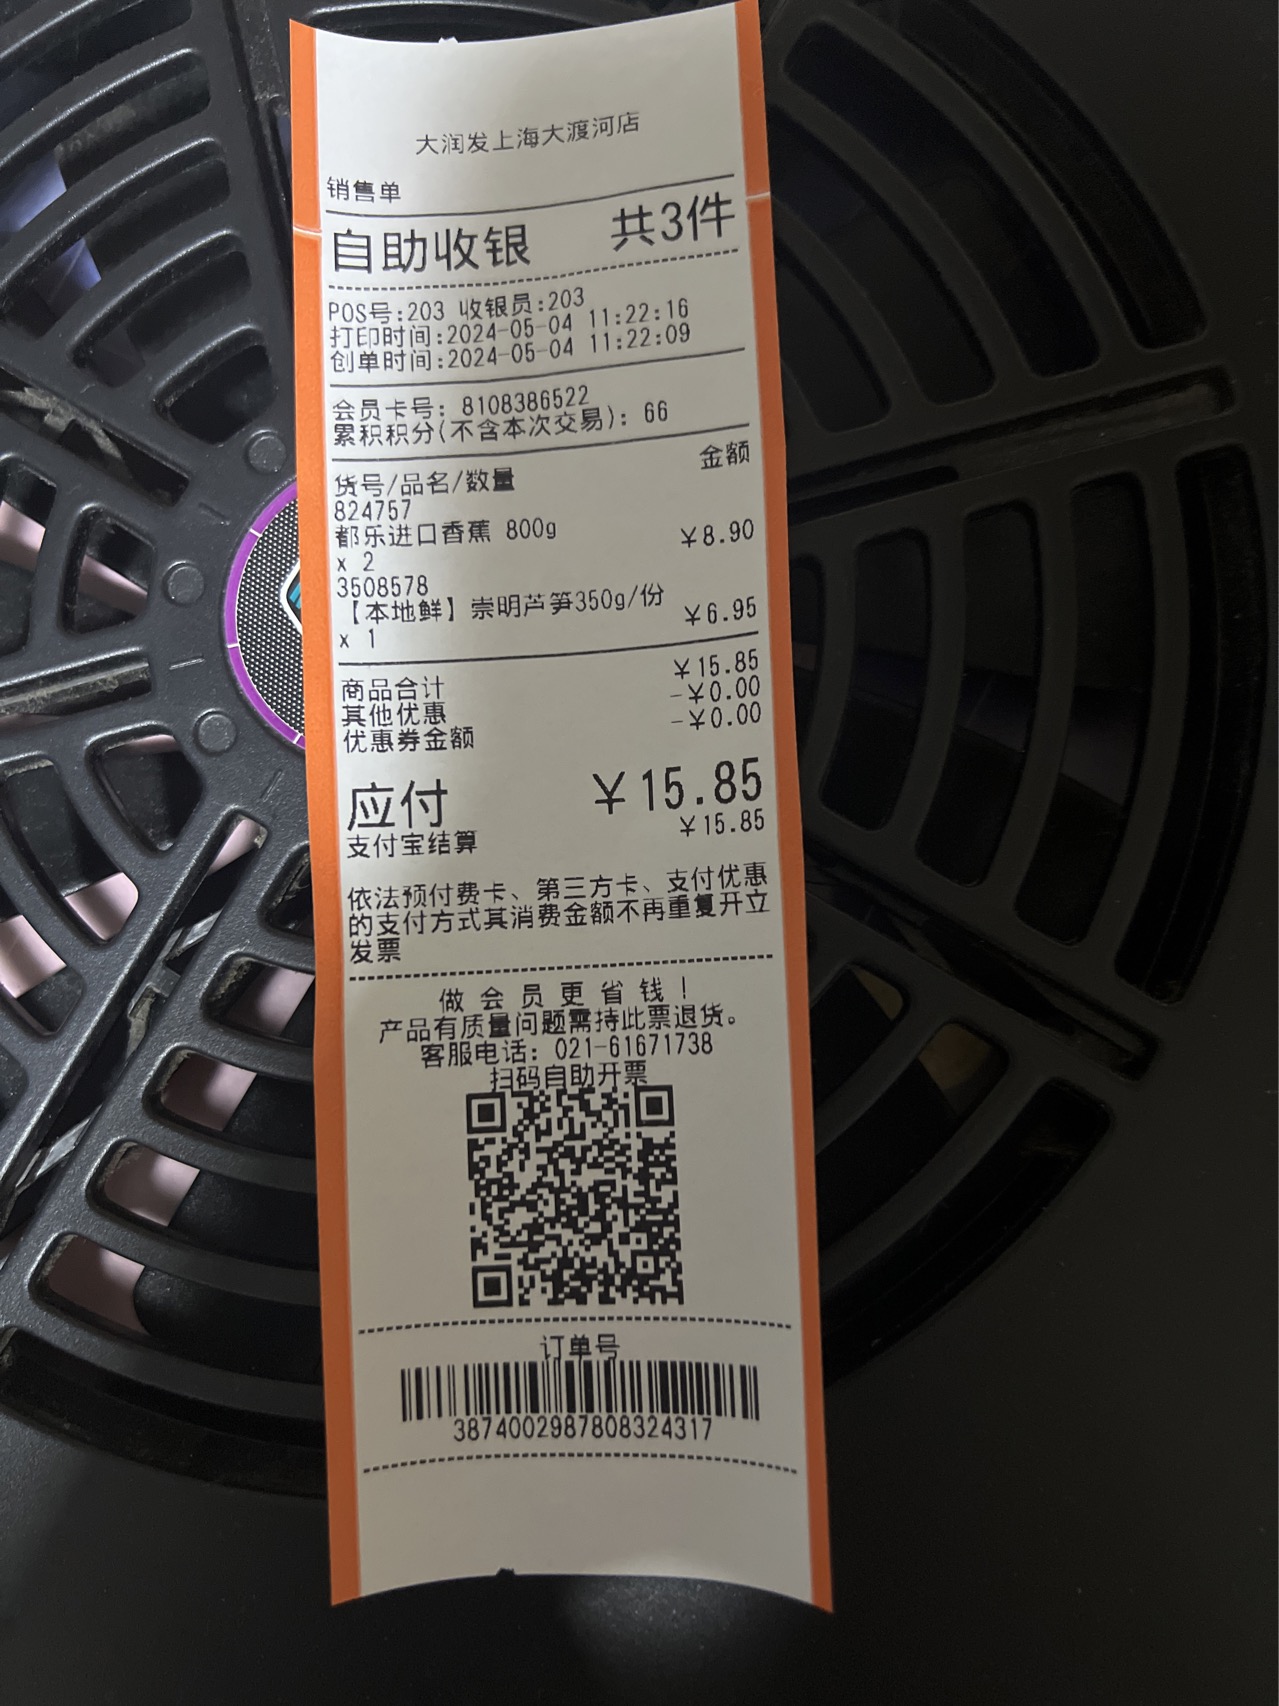 大润发上海大渡河店
销售单
自助收银 共3件
POS号:203 收银员:203
打印时间:2024-05-04 11:22:16
创单时间:2024-05-04 11:22:09
会员卡号: 8108386522
累积积分(不含本次交易): 66
货号/品名/数量 金额
824757
都乐进口香蕉 800g ￥8.90
x 2
3508578
【本地鲜】崇明芦笋350g/份 ￥6.95
x 1
商品合计 ￥15.85
其他优惠 -￥0.00
优惠券金额 -￥0.00
应付 ￥15.85
支付宝结算 ￥15.85
依法预付费卡、第三方卡、支付优惠
的支付方式其消费金额不再重复开立
发票
做会员更省钱！
产品有质量问题需持此票退货。
客服电话: 021-61671738
扫码自助开票
订单号
3874002987808324317